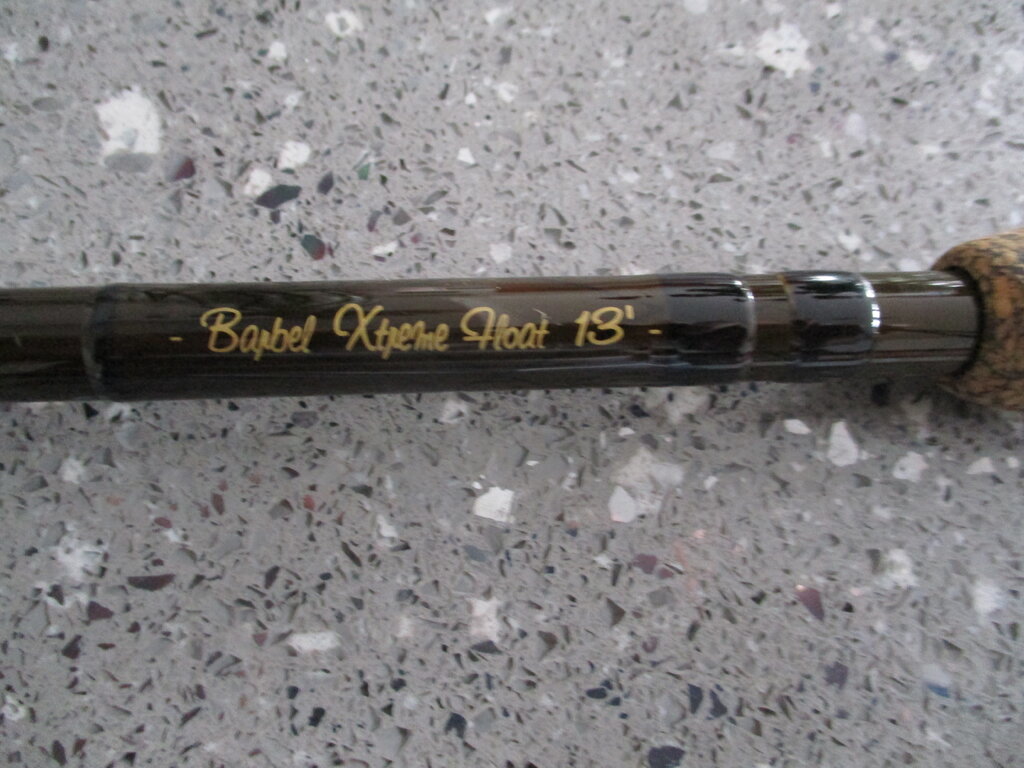 - Barbel Xtreme Float 13' -